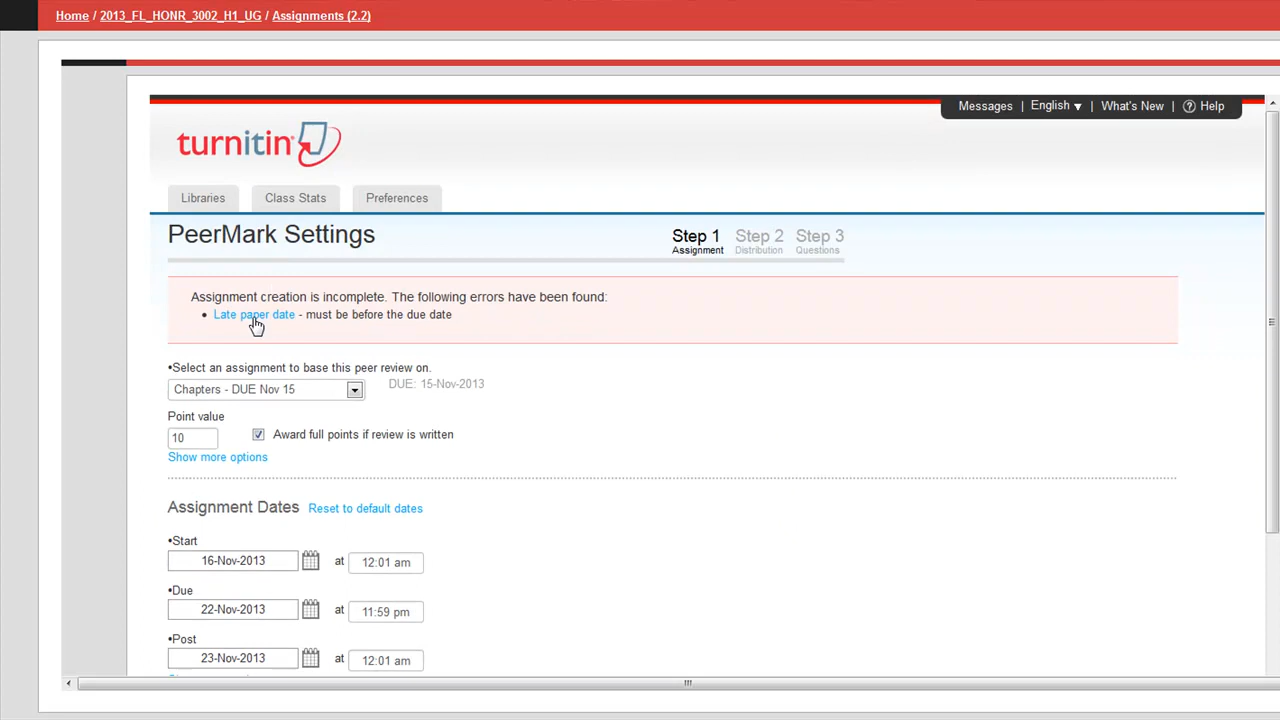 Home / 2013_FL_HONR_3002_H1_UG / Assignments (2.2)
Messages | English ▼ | What's New | ? Help
turnitin
Libraries Class Stats Preferences
PeerMark Settings
Step 1 Step 2 Step 3
Assignment Distribution Questions
Assignment creation is incomplete. The following errors have been found:
• Late paper date - must be before the due date
•Select an assignment to base this peer review on.
Chapters - DUE Nov 15 DUE: 15-Nov-2013
Point value
10 Award full points if review is written
Show more options
Assignment Dates Reset to default dates
•Start
16-Nov-2013 at 12:01 am
•Due
22-Nov-2013 at 11:59 pm
•Post
23-Nov-2013 at 12:01 am